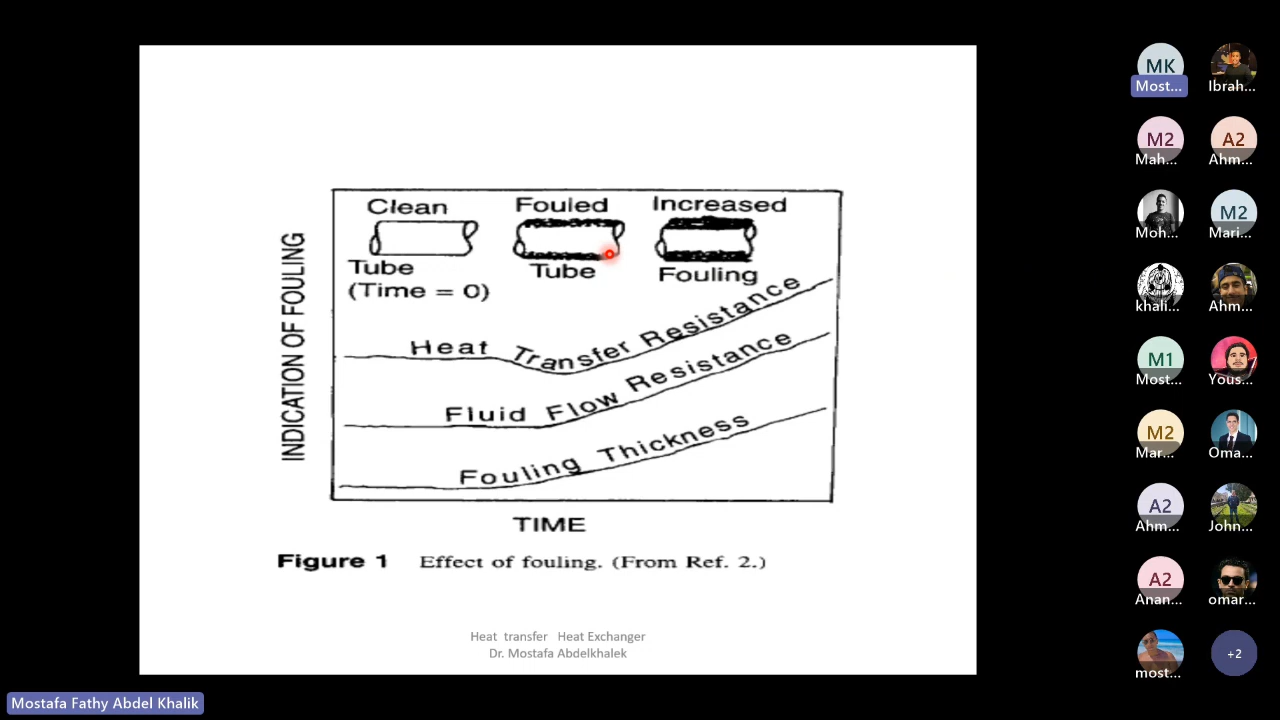 Clean
Fouled
Increased
Tube
(Time = 0)
Tube
Fouling
Heat Transfer Resistance
Fluid Flow Resistance
Fouling Thickness
INDICATION OF FOULING
TIME
Figure 1 Effect of fouling. (From Ref. 2.)
Heat transfer Heat Exchanger
Dr. Mostafa Abdelkhalek
MK
Most...
Ibrah...
M2
Mah...
A2
Ahm...
Moh...
M2
Mari...
khali...
Ahm...
M1
Most...
Yous...
M2
Mar...
Oma...
A2
Ahm...
John...
A2
Anan...
omar...
most...
+2
Mostafa Fathy Abdel Khalik